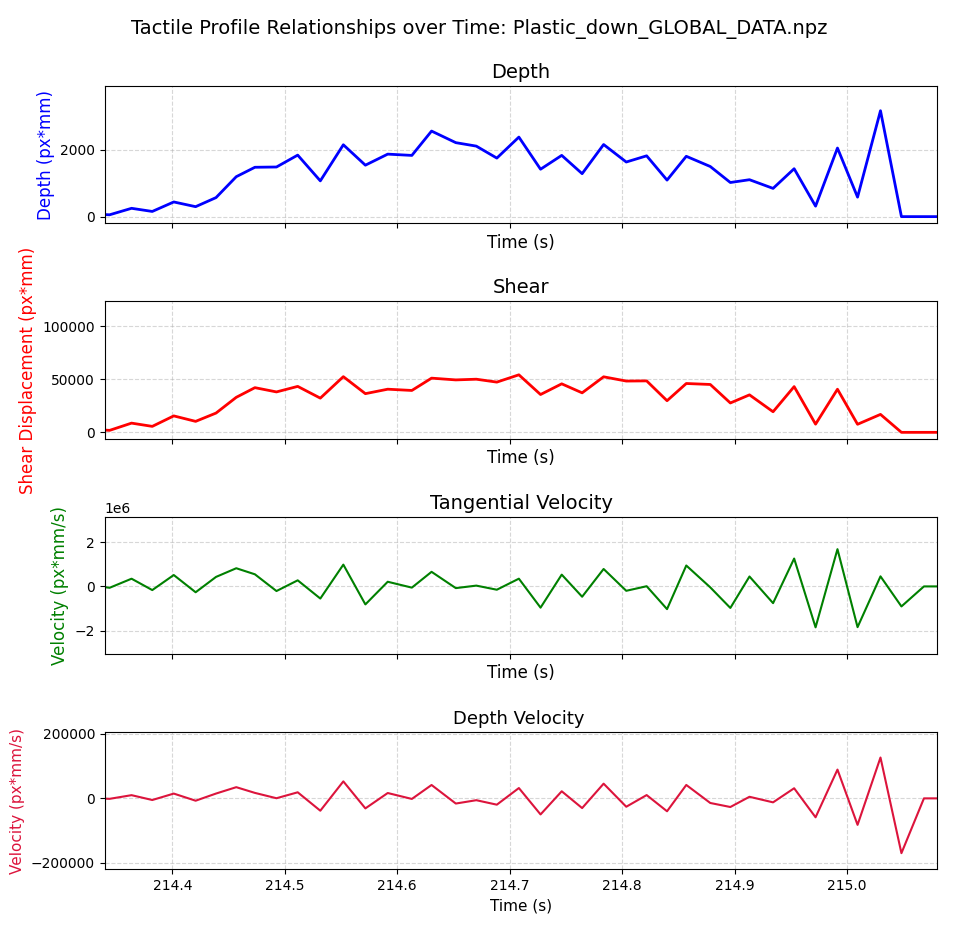 Tactile Profile Relationships over Time: Plastic_down_GLOBAL_DATA.npz
Depth
Depth (px*mm)
2000
0
Time (s)
Shear
Shear Displacement (px*mm)
100000
50000
0
Time (s)
Tangential Velocity
1e6
Velocity (px*mm/s)
2
0
−2
Time (s)
Depth Velocity
Velocity (px*mm/s)
200000
0
−200000
214.4 214.5 214.6 214.7 214.8 214.9 215.0
Time (s)